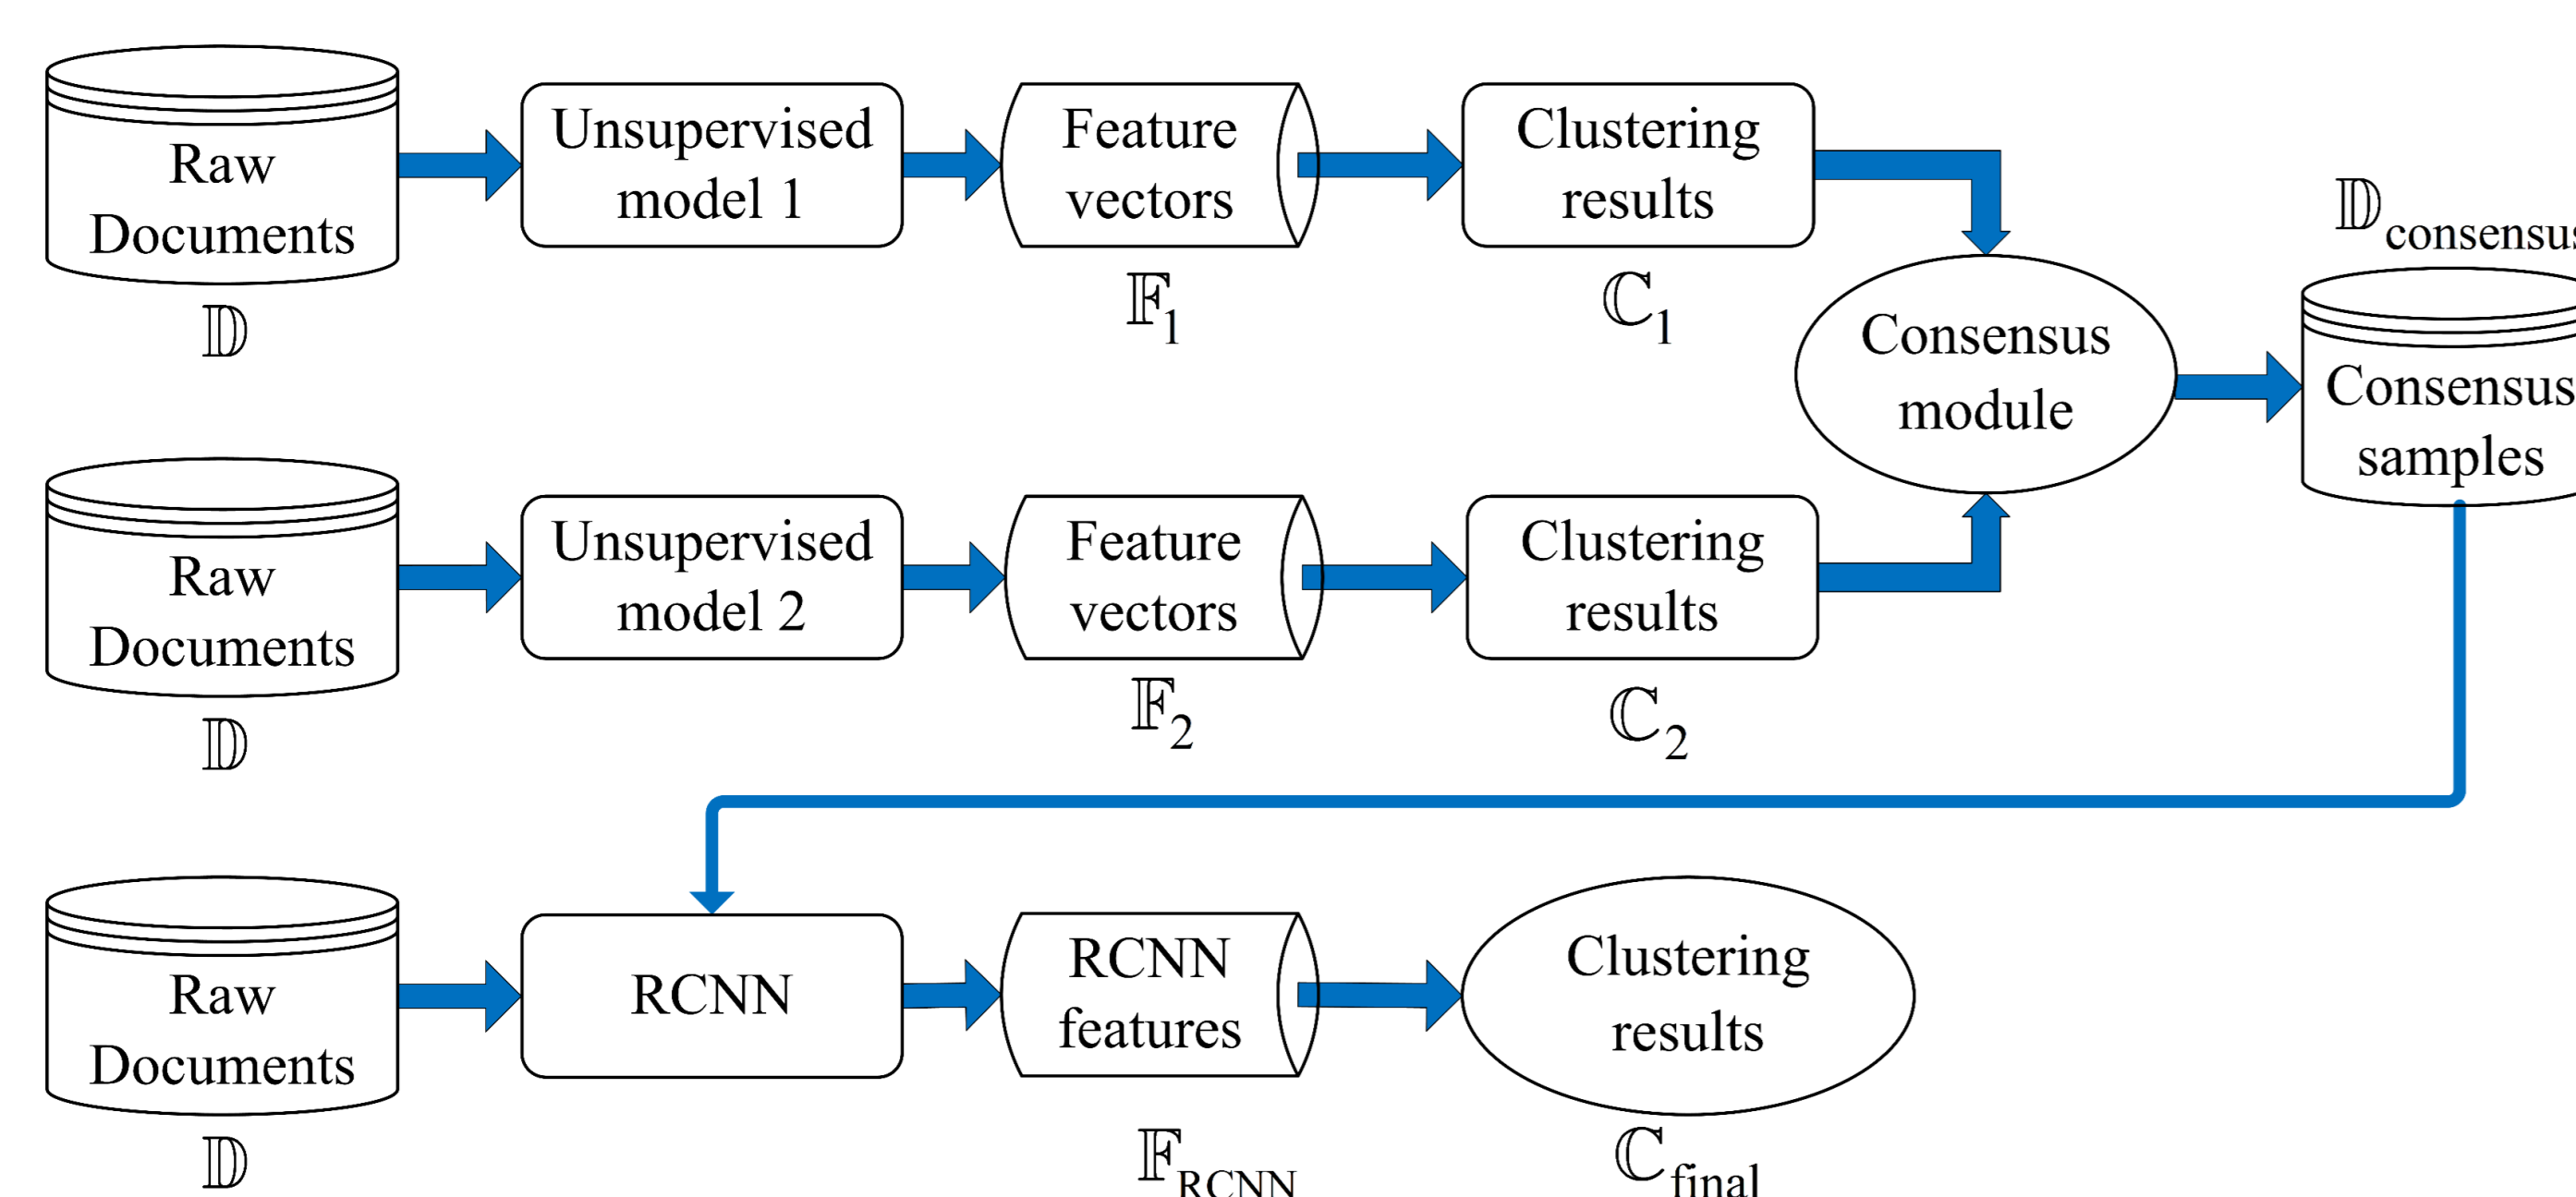 Raw
Documents
𝔻
Unsupervised
model 1
Feature
vectors
𝔽1
Clustering
results
ℂ1
Raw
Documents
𝔻
Unsupervised
model 2
Feature
vectors
𝔽2
Clustering
results
ℂ2
Consensus
module
𝔻consensus
Consensus
samples
Raw
Documents
𝔻
RCNN
RCNN
features
𝔽RCNN
Clustering
results
ℂfinal